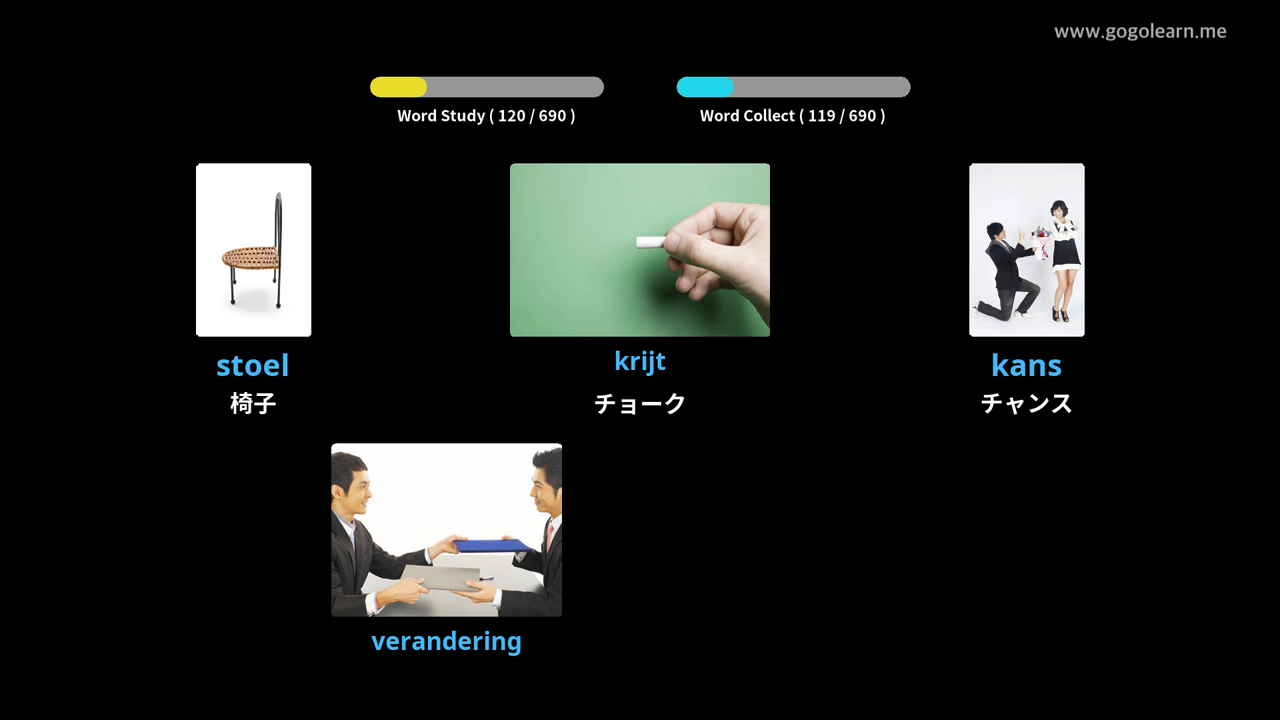 www.gogolearn.me
Word Study ( 120 / 690 )
Word Collect ( 119 / 690 )
stoel
krijt
kans
椅子
チョーク
チャンス
verandering